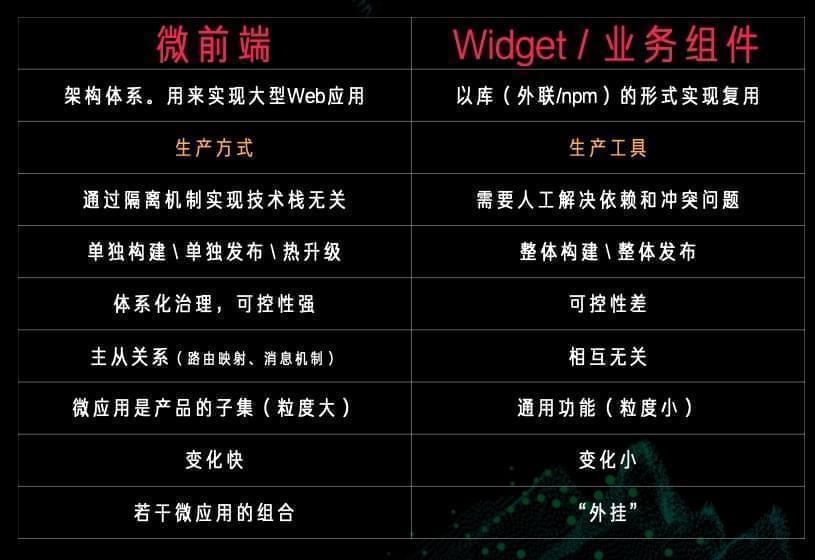 微前端 Widget / 业务组件
架构体系。用来实现大型Web应用 以库（外联/npm）的形式实现复用
生产方式 生产工具
通过隔离机制实现技术栈无关 需要人工解决依赖和冲突问题
单独构建 \ 单独发布 \ 热升级 整体构建 \ 整体发布
体系化治理，可控性强 可控性差
主从关系（路由映射、消息机制） 相互无关
微应用是产品的子集（粒度大） 通用功能（粒度小）
变化快 变化小
若干微应用的组合 “外挂”